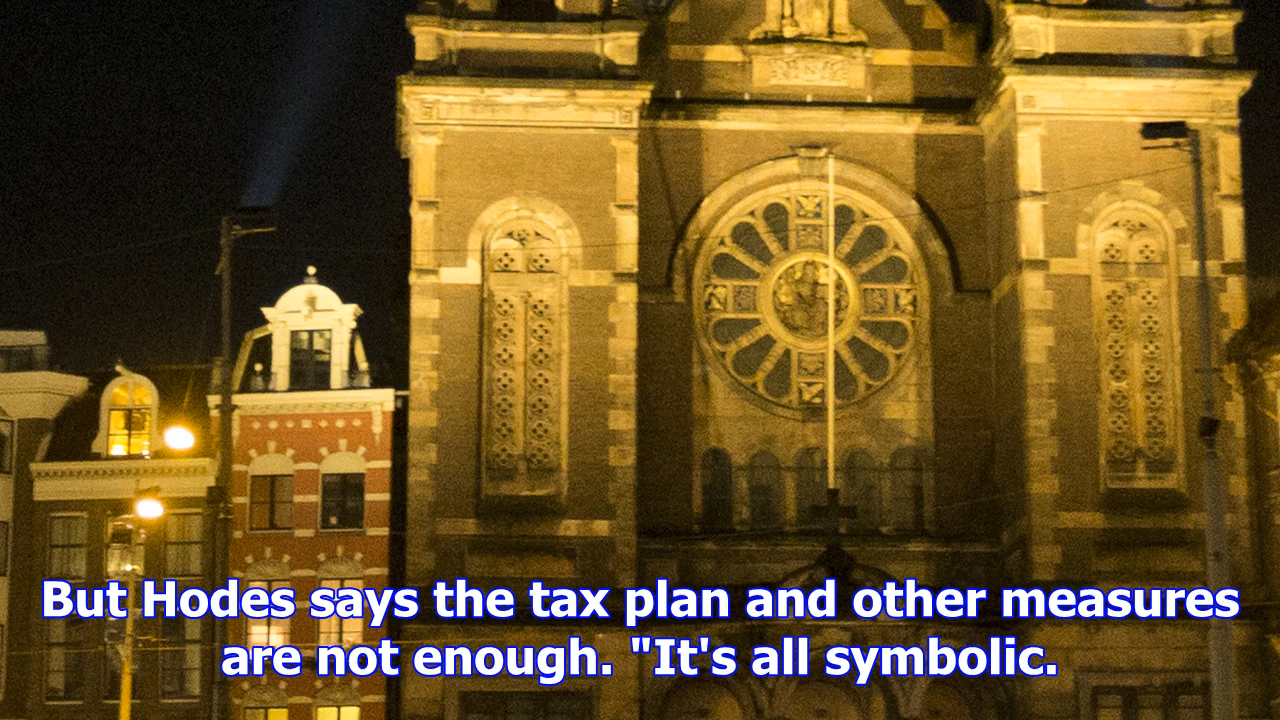 But Hodes says the tax plan and other measures
are not enough. "It's all symbolic.